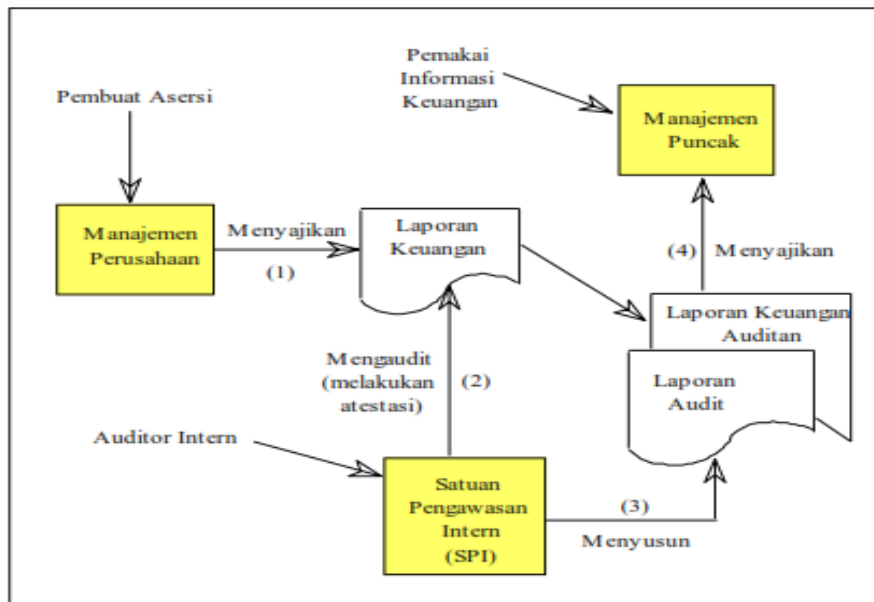 Pembuat Asersi
Pemakai
Informasi
Keuangan
Manajemen
Puncak
Manajemen
Perusahaan
Menyajikan
(1)
Laporan
Keuangan
(4) Menyajikan
Laporan Keuangan
Auditan
Laporan
Audit
Mengaudit
(melakukan
atestasi)
(2)
Auditor Intern
Satuan
Pengawasan
Intern
(SPI)
(3)
Menyusun